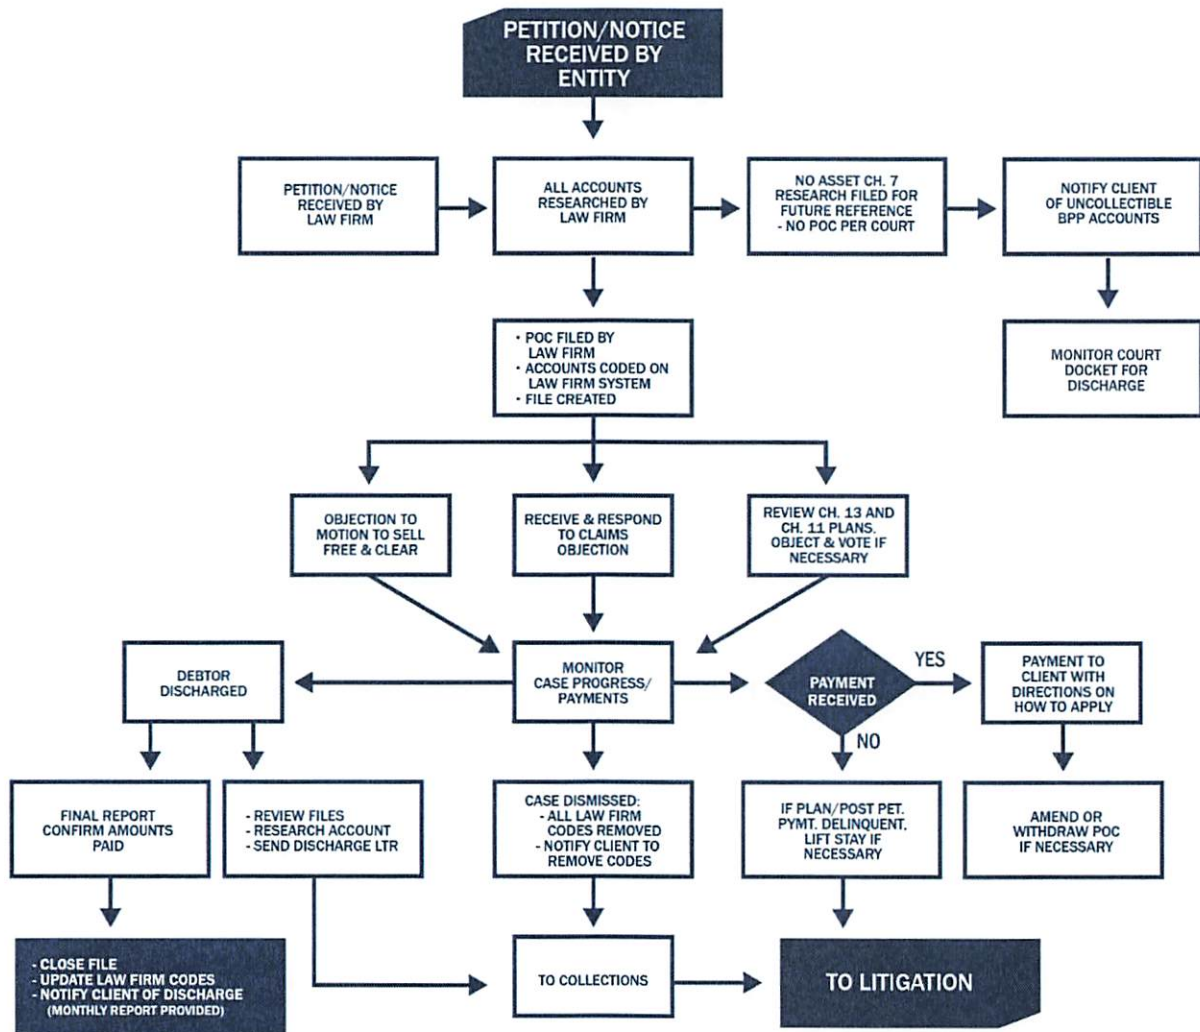 PETITION/NOTICE
RECEIVED BY
ENTITY
PETITION/NOTICE
RECEIVED BY
LAW FIRM
ALL ACCOUNTS
RESEARCHED BY
LAW FIRM
NO ASSET CH. 7
RESEARCH FILED FOR
FUTURE REFERENCE
- NO POC PER COURT
NOTIFY CLIENT
OF UNCOLLECTIBLE
BPP ACCOUNTS
• POC FILED BY
LAW FIRM
• ACCOUNTS CODED ON
LAW FIRM SYSTEM
• FILE CREATED
MONITOR COURT
DOCKET FOR
DISCHARGE
OBJECTION TO
MOTION TO SELL
FREE & CLEAR
RECEIVE & RESPOND
TO CLAIMS
OBJECTION
REVIEW CH. 13 AND
CH. 11 PLANS.
OBJECT & VOTE IF
NECESSARY
DEBTOR
DISCHARGED
MONITOR
CASE PROGRESS/
PAYMENTS
PAYMENT
RECEIVED
YES
NO
PAYMENT TO
CLIENT WITH
DIRECTIONS ON
HOW TO APPLY
FINAL REPORT
CONFIRM AMOUNTS
PAID
- REVIEW FILES
- RESEARCH ACCOUNT
- SEND DISCHARGE LTR
CASE DISMISSED:
- ALL LAW FIRM
CODES REMOVED
- NOTIFY CLIENT TO
REMOVE CODES
IF PLAN/POST PET.
PYMT. DELINQUENT,
LIFT STAY IF
NECESSARY
AMEND OR
WITHDRAW POC
IF NECESSARY
- CLOSE FILE
- UPDATE LAW FIRM CODES
- NOTIFY CLIENT OF DISCHARGE
(MONTHLY REPORT PROVIDED)
TO COLLECTIONS
TO LITIGATION